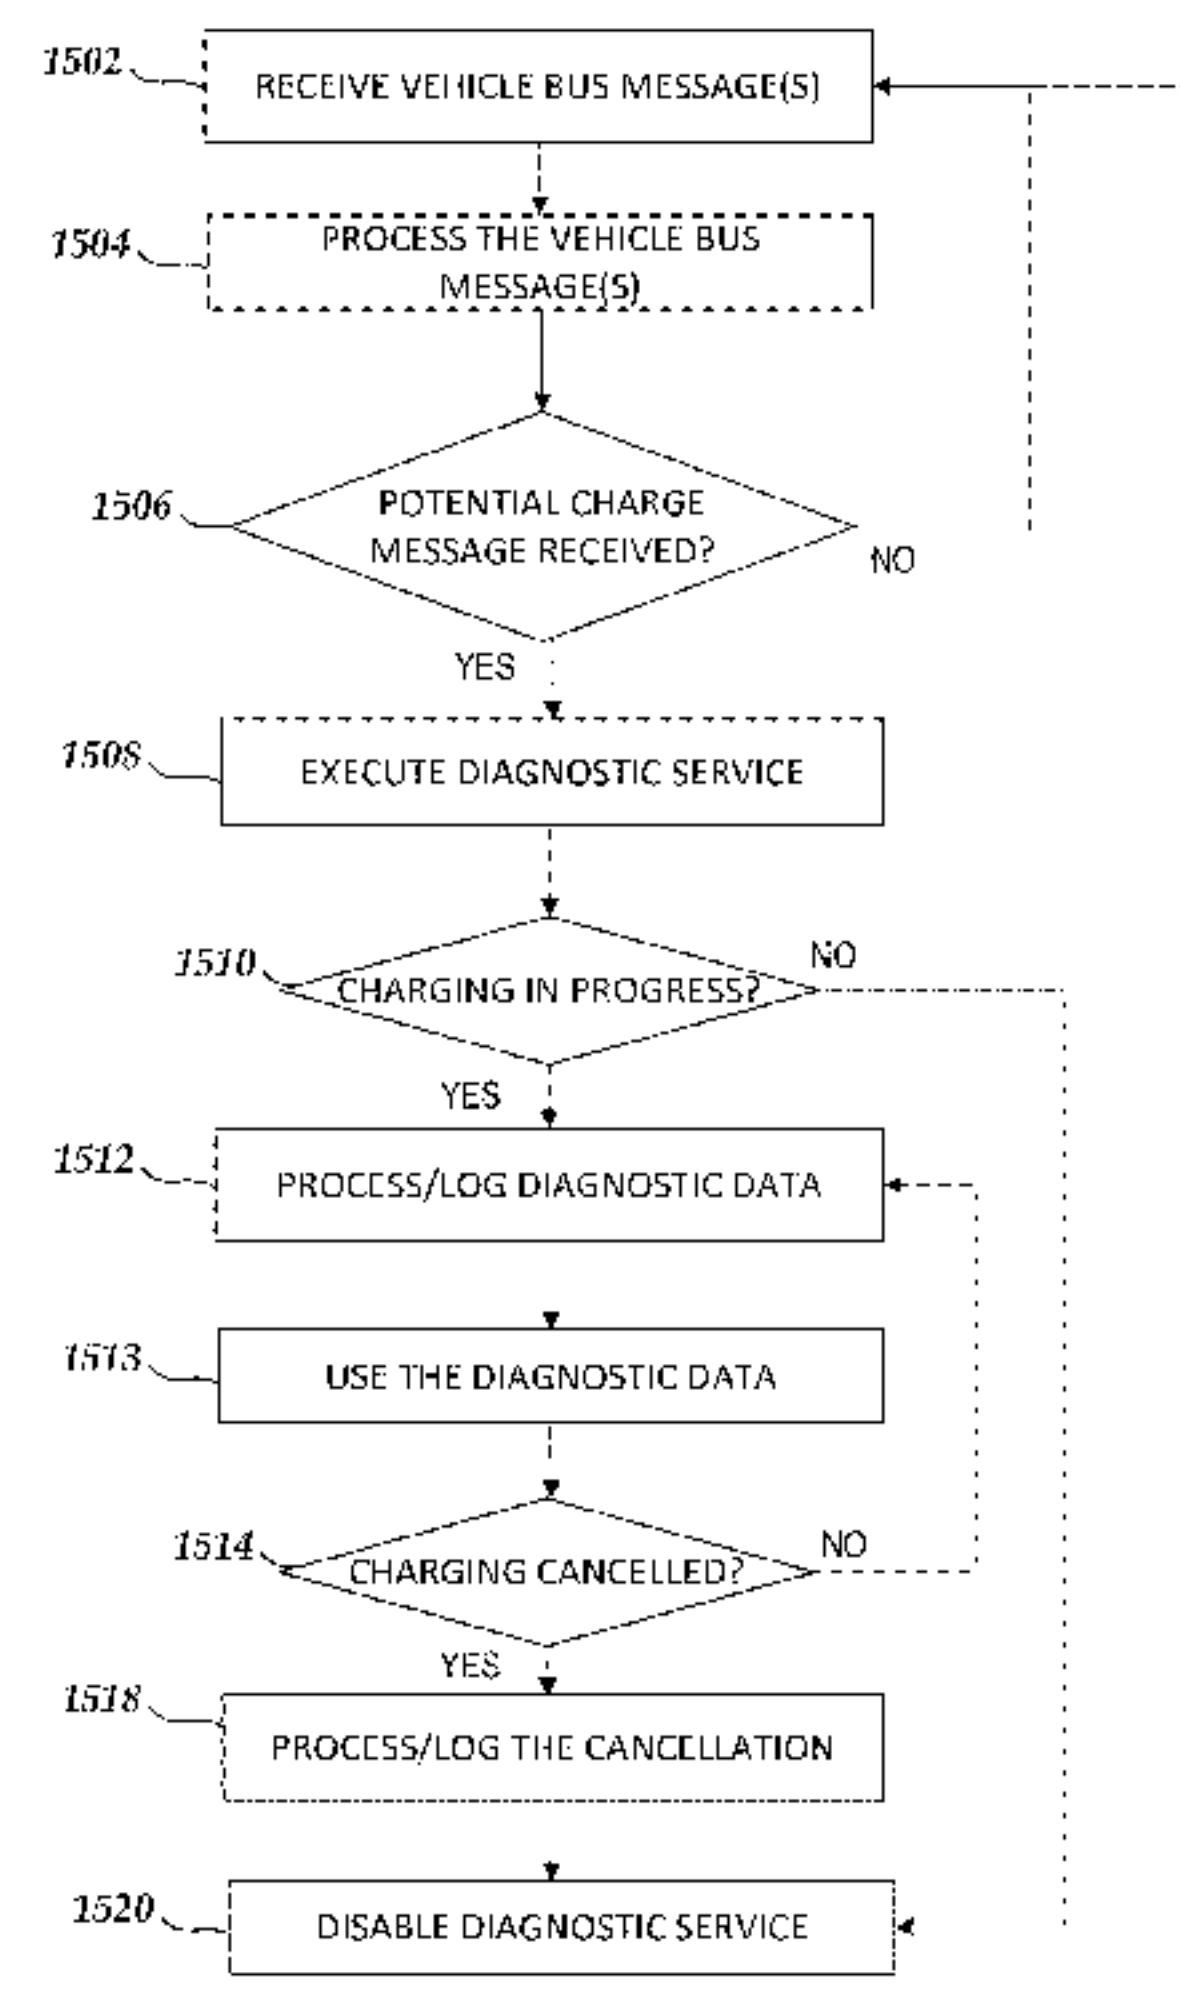 1502
RECEIVE VEHICLE BUS MESSAGE(S)
1504
PROCESS THE VEHICLE BUS
MESSAGE(S)
1506
POTENTIAL CHARGE
MESSAGE RECEIVED?
NO
YES
1508
EXECUTE DIAGNOSTIC SERVICE
1510
CHARGING IN PROGRESS?
NO
YES
1512
PROCESS/LOG DIAGNOSTIC DATA
1513
USE THE DIAGNOSTIC DATA
1514
CHARGING CANCELLED?
NO
YES
1518
PROCESS/LOG THE CANCELLATION
1520
DISABLE DIAGNOSTIC SERVICE